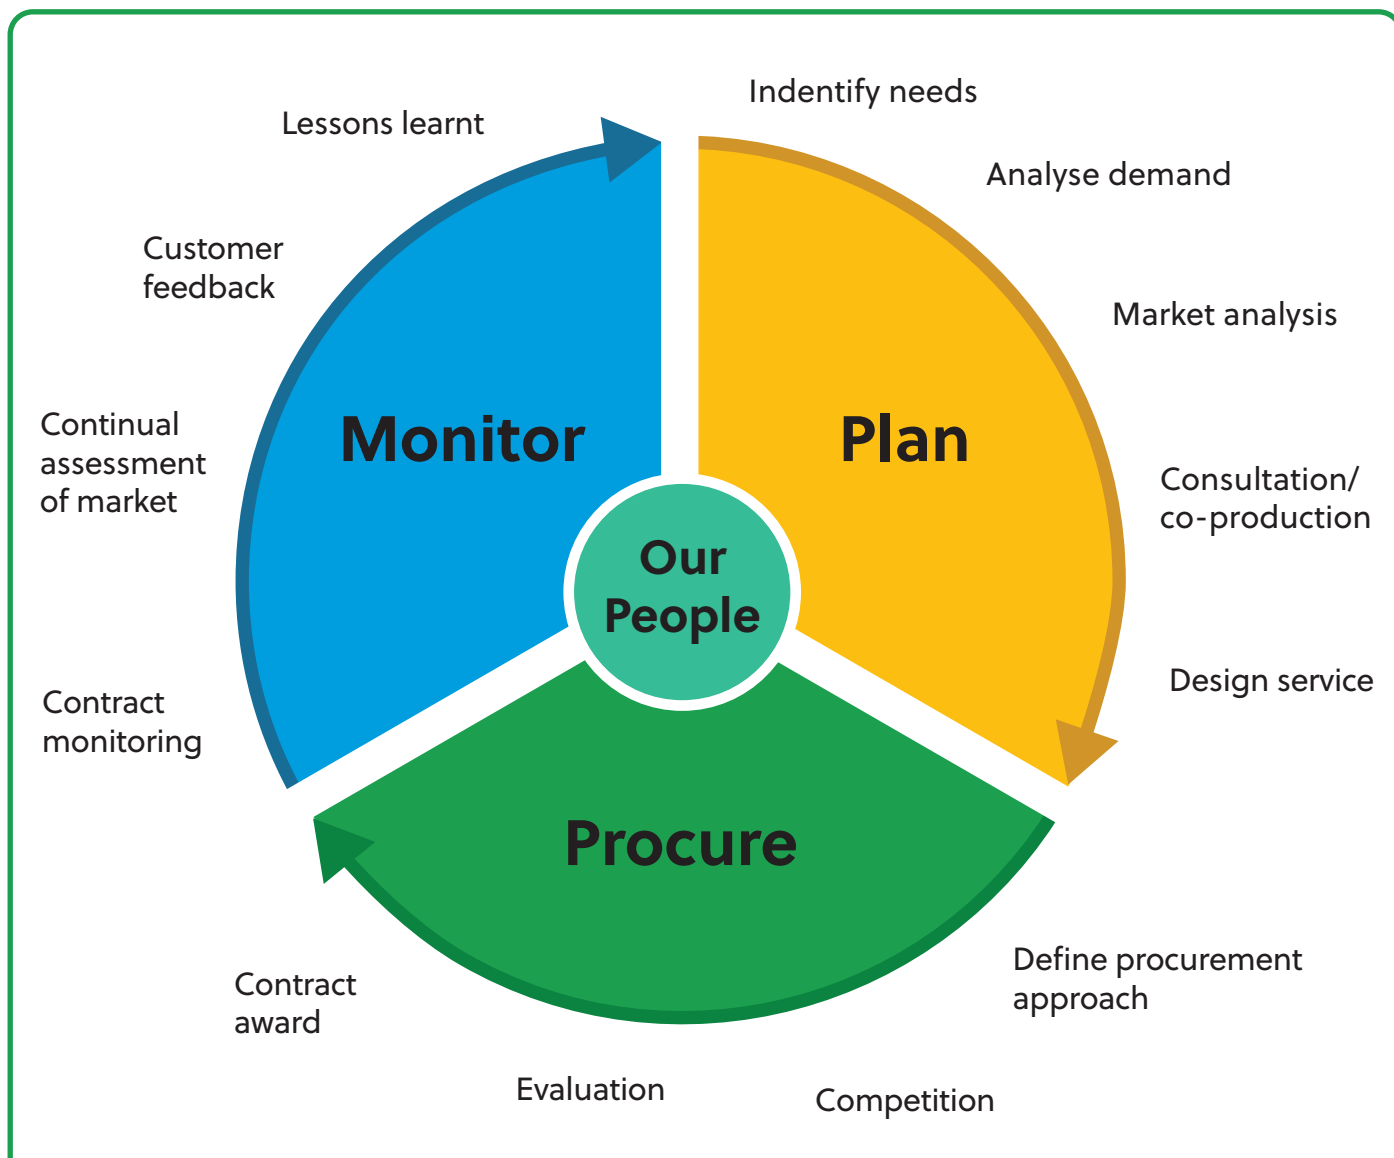 Indentify needs
Analyse demand
Market analysis
Consultation/
co-production
Design service
Define procurement
approach
Competition
Evaluation
Contract
award
Contract
monitoring
Continual
assessment
of market
Customer
feedback
Lessons learnt
Monitor
Plan
Our
People
Procure